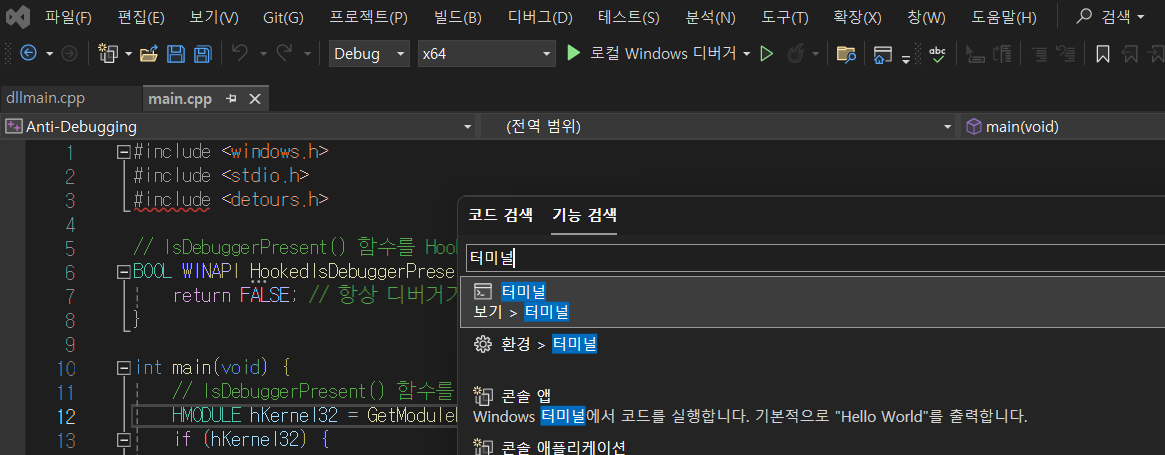 파일(F) 편집(E) 보기(V) Git(G) 프로젝트(P) 빌드(B) 디버그(D) 테스트(S) 분석(N) 도구(T) 확장(X) 창(W) 도움말(H) 검색
Debug x64 로컬 Windows 디버거 abc
dllmain.cpp main.cpp
Anti-Debugging (전역 범위) main(void)
1 #include <windows.h>
2 #include <stdio.h>
3 #include <detours.h>
4
5 // IsDebuggerPresent() 함수를 Hook
6 BOOL WINAPI HookedIsDebuggerPrese
7 return FALSE; // 항상 디버거가
8 }
9
10 int main(void) {
11 // IsDebuggerPresent() 함수를
12 HMODULE hKernel32 = GetModule
13 if (hKernel32) {
코드 검색 기능 검색
터미널
터미널
보기 > 터미널
환경 > 터미널
콘솔 앱
Windows 터미널에서 코드를 실행합니다. 기본적으로 "Hello World"를 출력합니다.
콘솔 애플리케이션